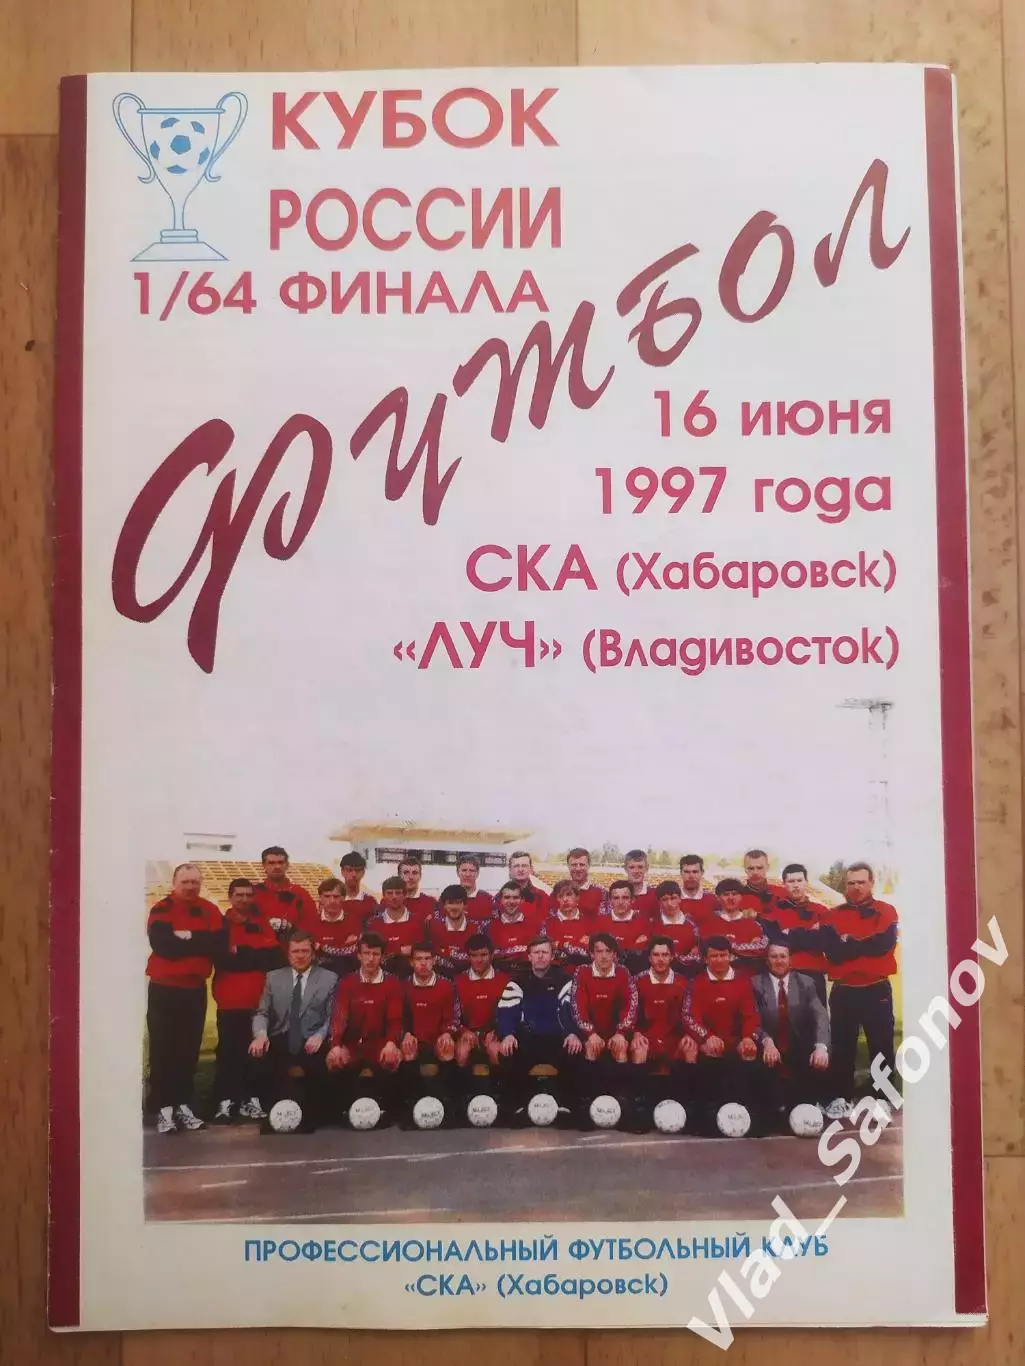 КУБОК
РОССИИ
1/64 ФИНАЛА
ФУТБОЛ
16 июня
1997 года
СКА (Хабаровск)
«ЛУЧ» (Владивосток)
ПРОФЕССИОНАЛЬНЫЙ ФУТБОЛЬНЫЙ КЛУБ
«СКА» (Хабаровск)
Vlad_Safonov